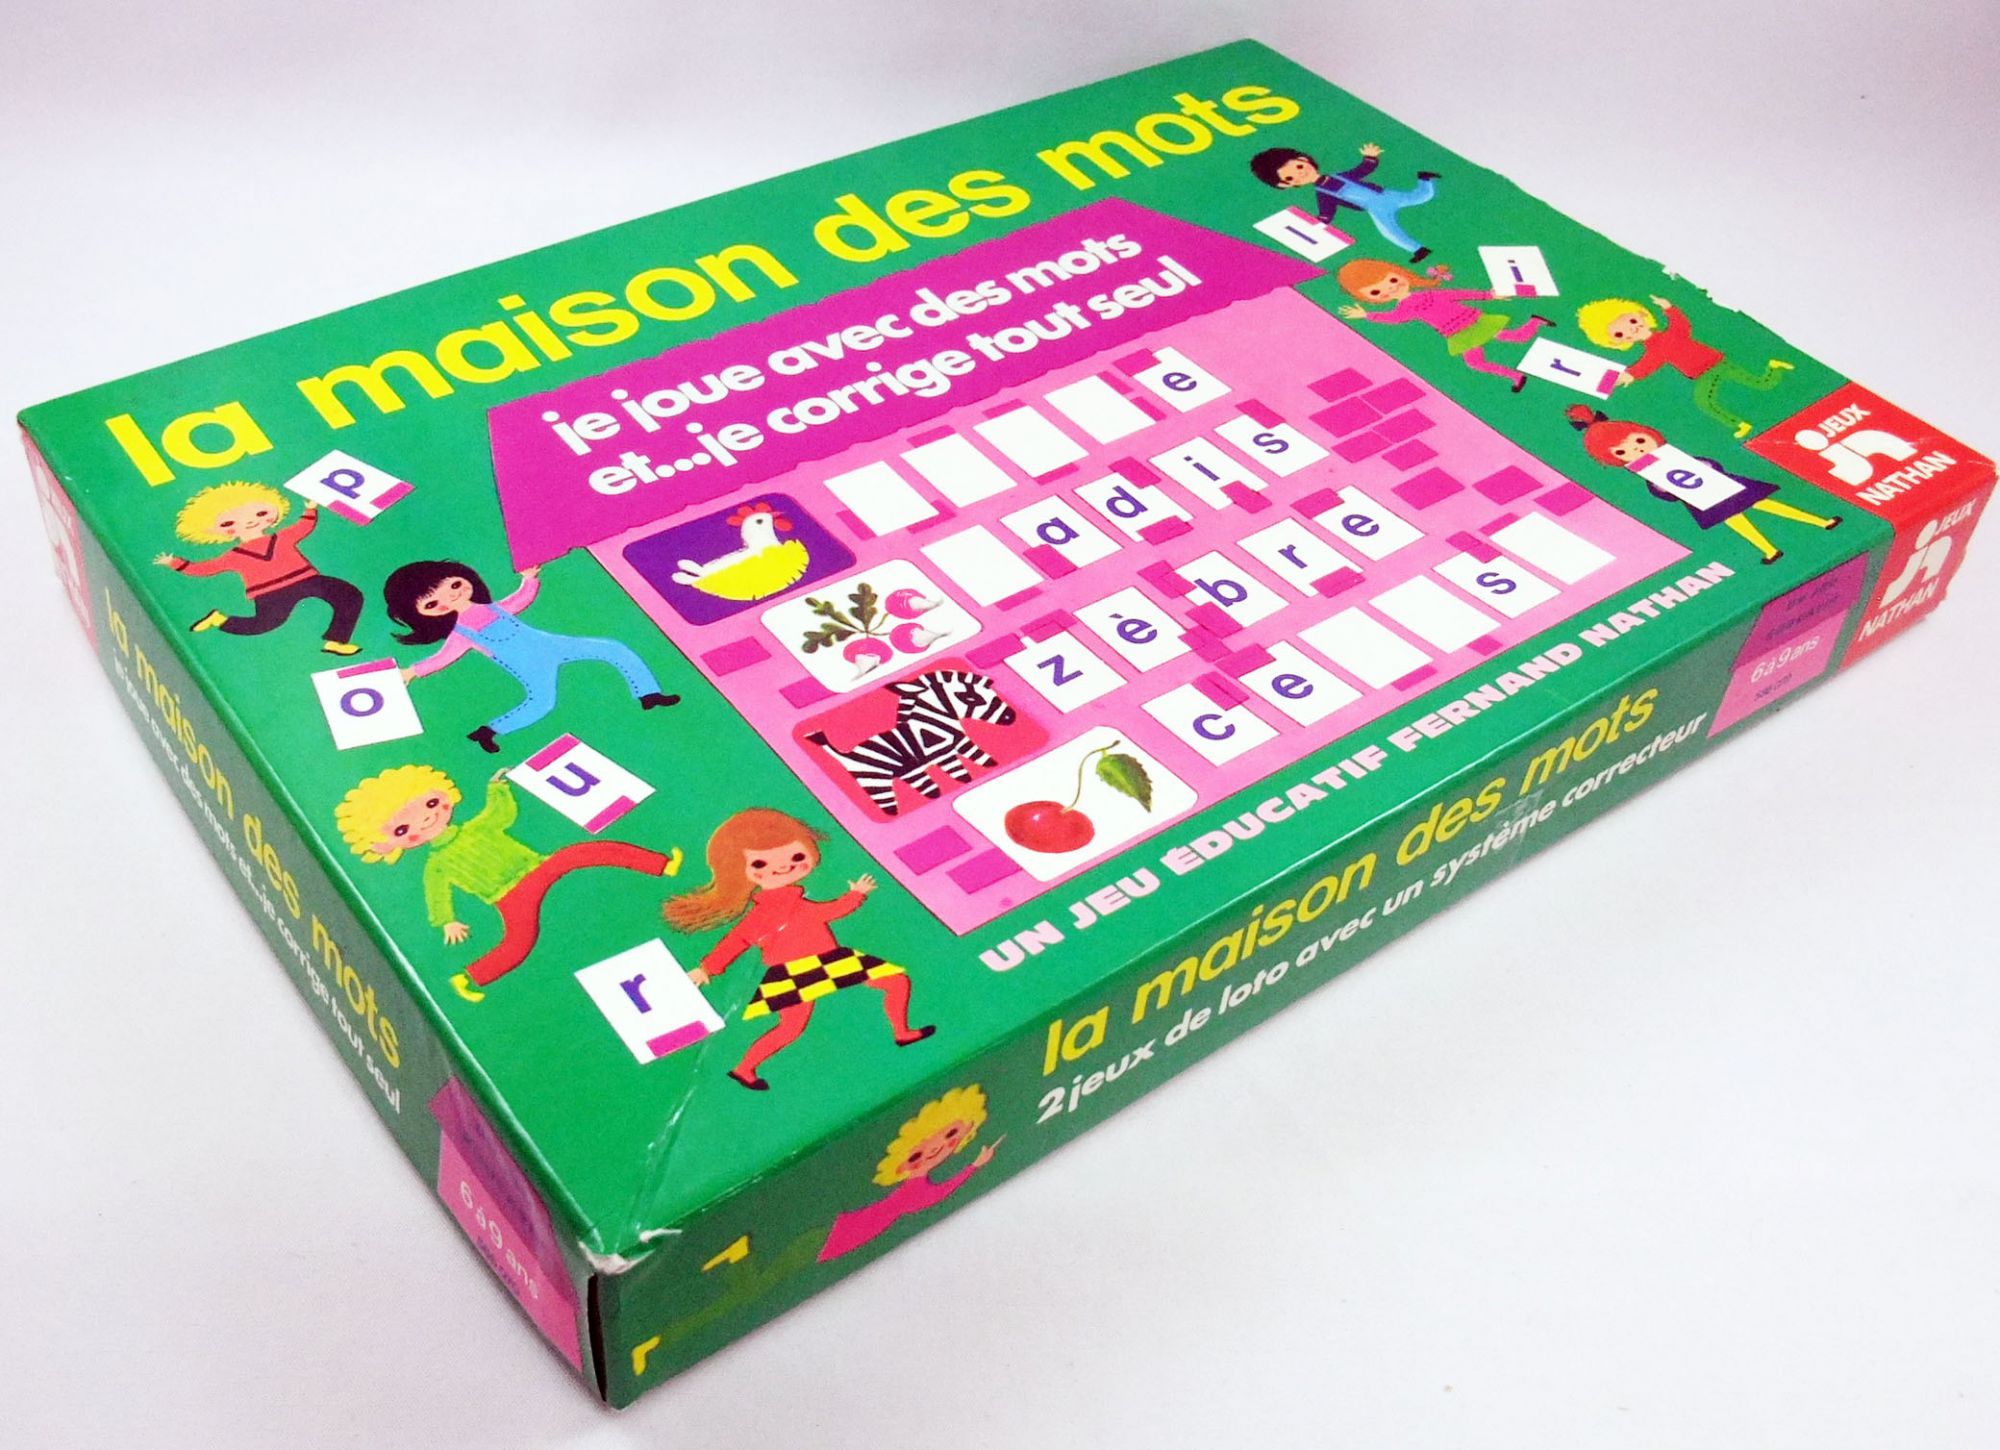 la maison des mots
je joue avec des mots
et...je corrige tout seul
p
o
u
r
l
i
r
e
e
a d i s
z è b r e
c e s
UN JEU ÉDUCATIF FERNAND NATHAN
JEUX
NATHAN
la maison des mots
je joue avec des mots et...je corrige tout seul
6 à 9 ans
la maison des mots
2 jeux de loto avec un système correcteur
6 à 9 ans
JEUX
NATHAN
JEUX